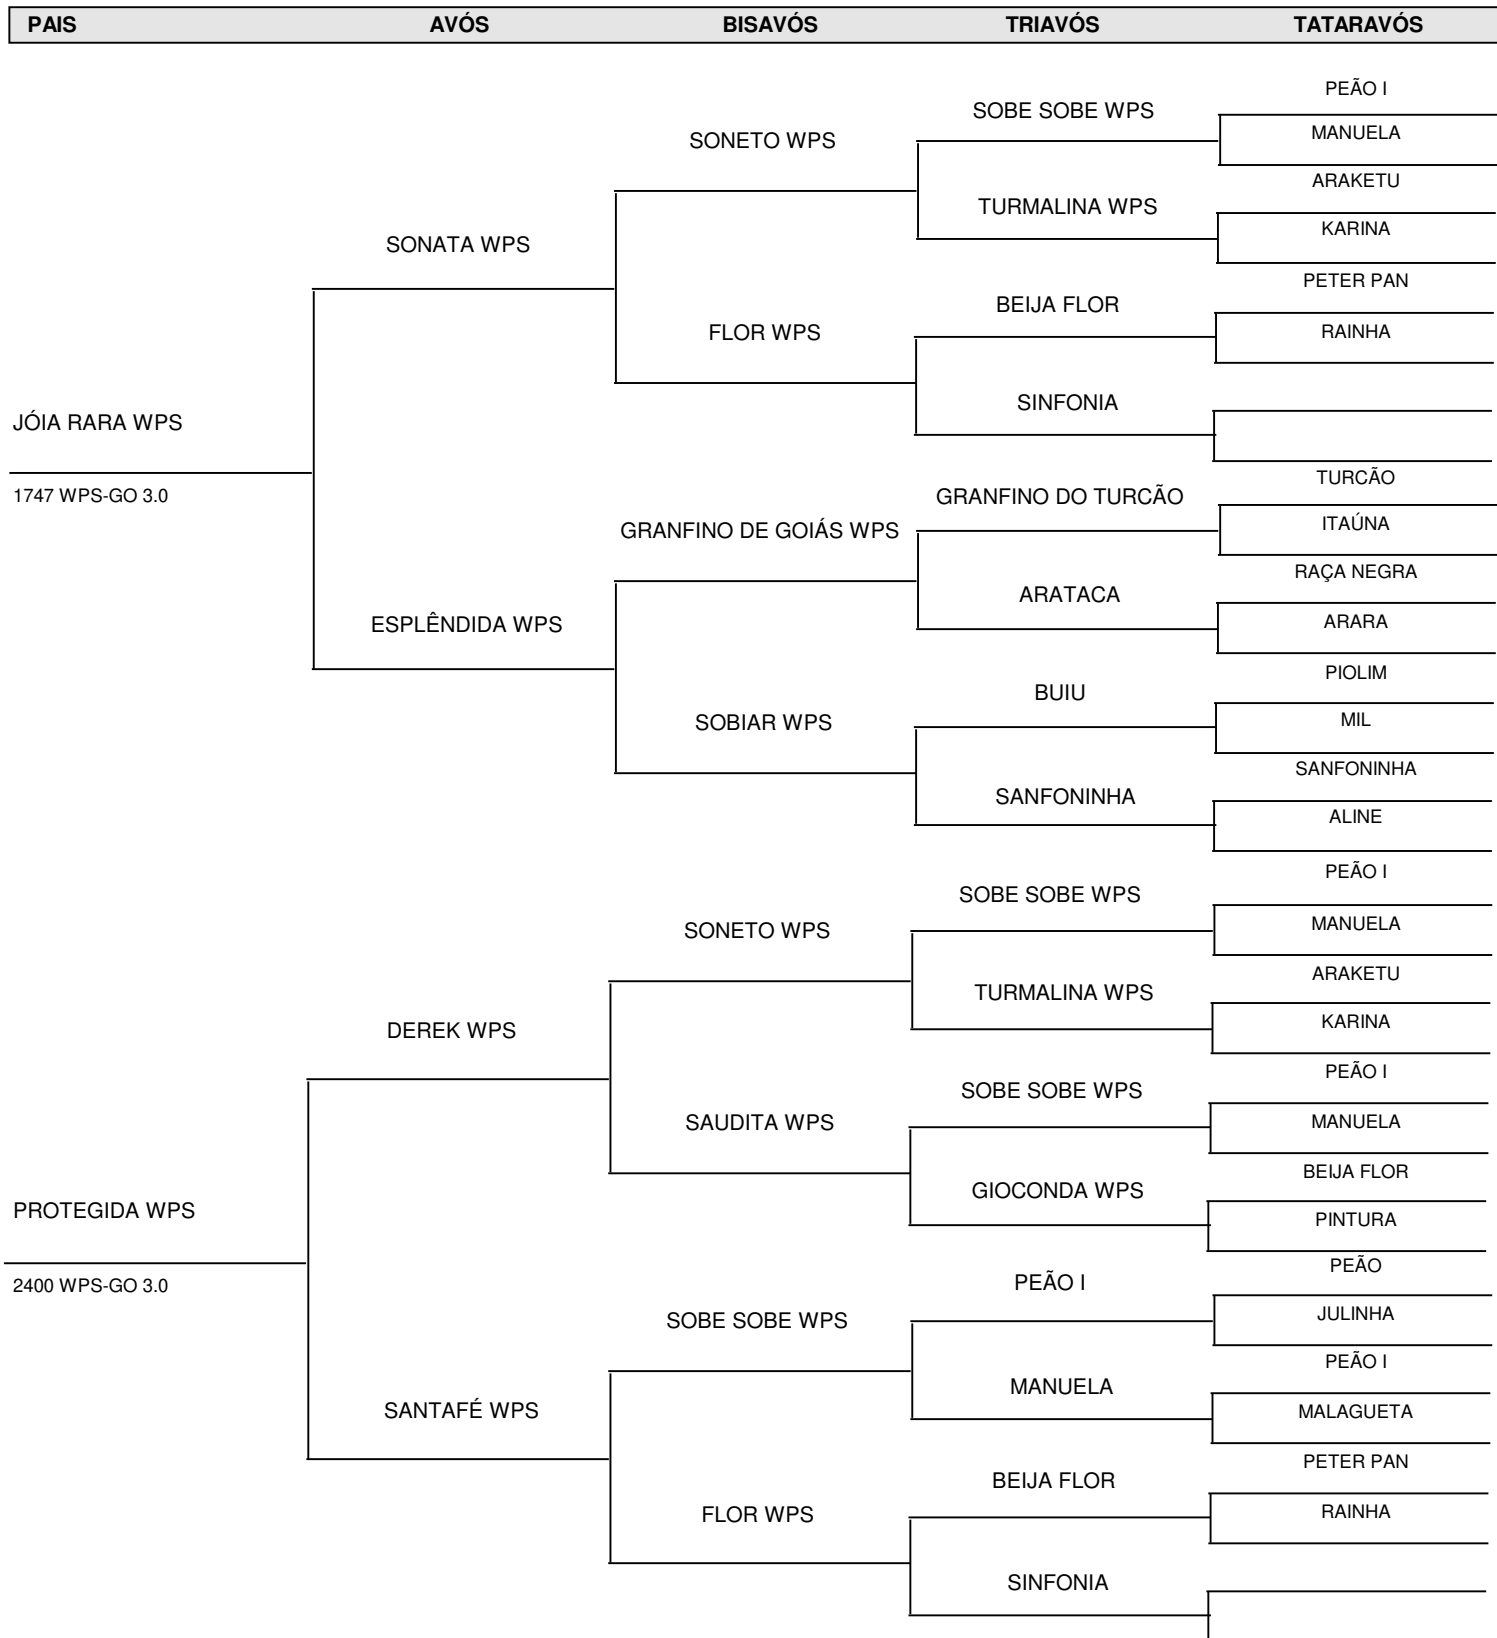 PAIS AVÓS BISAVÓS TRIAVÓS TATARAVÓS
PEÃO I
SOBE SOBE WPS
MANUELA
SONETO WPS
ARAKETU
TURMALINA WPS
KARINA
SONATA WPS
PETER PAN
BEIJA FLOR
RAINHA
FLOR WPS
SINFONIA
JÓIA RARA WPS
1747 WPS-GO 3.0
TURCÃO
GRANFINO DO TURCÃO
ITAÚNA
GRANFINO DE GOIÁS WPS
RAÇA NEGRA
ARATACA
ARARA
ESPLÊNDIDA WPS
PIOLIM
BUIU
MIL
SOBIAR WPS
SANFONINHA
SANFONINHA
ALINE
PEÃO I
SOBE SOBE WPS
MANUELA
SONETO WPS
ARAKETU
TURMALINA WPS
KARINA
DEREK WPS
PEÃO I
SOBE SOBE WPS
MANUELA
SAUDITA WPS
BEIJA FLOR
GIOCONDA WPS
PINTURA
PROTEGIDA WPS
2400 WPS-GO 3.0
PEÃO
PEÃO I
JULINHA
SOBE SOBE WPS
PEÃO I
MANUELA
MALAGUETA
SANTAFÉ WPS
PETER PAN
BEIJA FLOR
RAINHA
FLOR WPS
SINFONIA